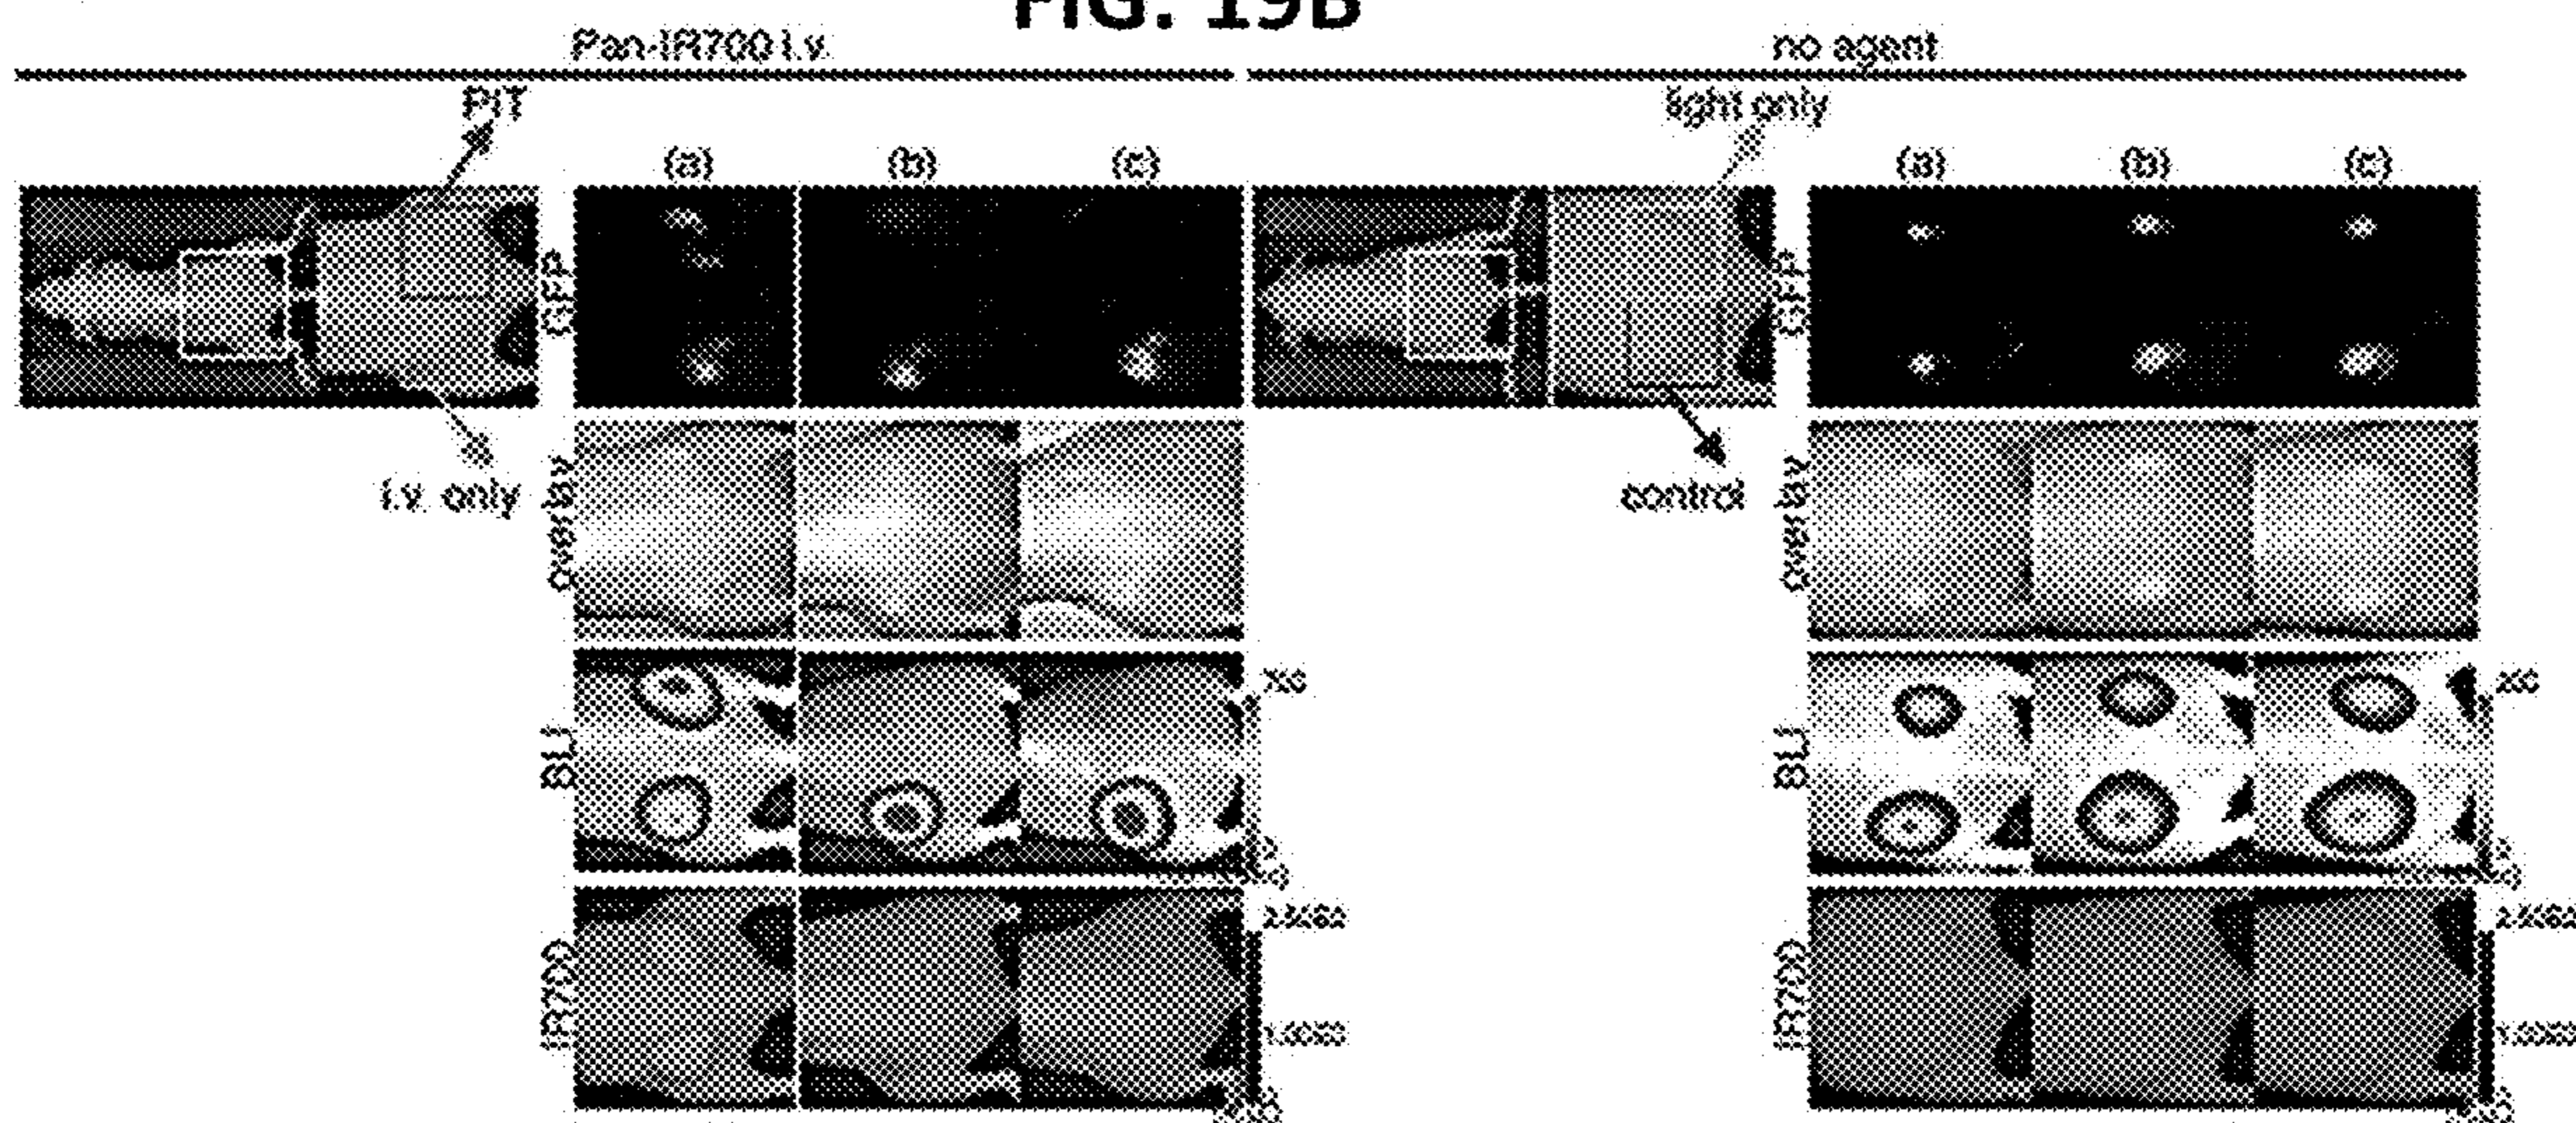 FIG. 19B
Pan-IR700 i.v.
no agent
PIT
light only
(a)
(b)
(c)
(a)
(b)
(c)
GFP
GFP
i.v. only
control
overlay
overlay
BLI
BLI
IR700
IR700